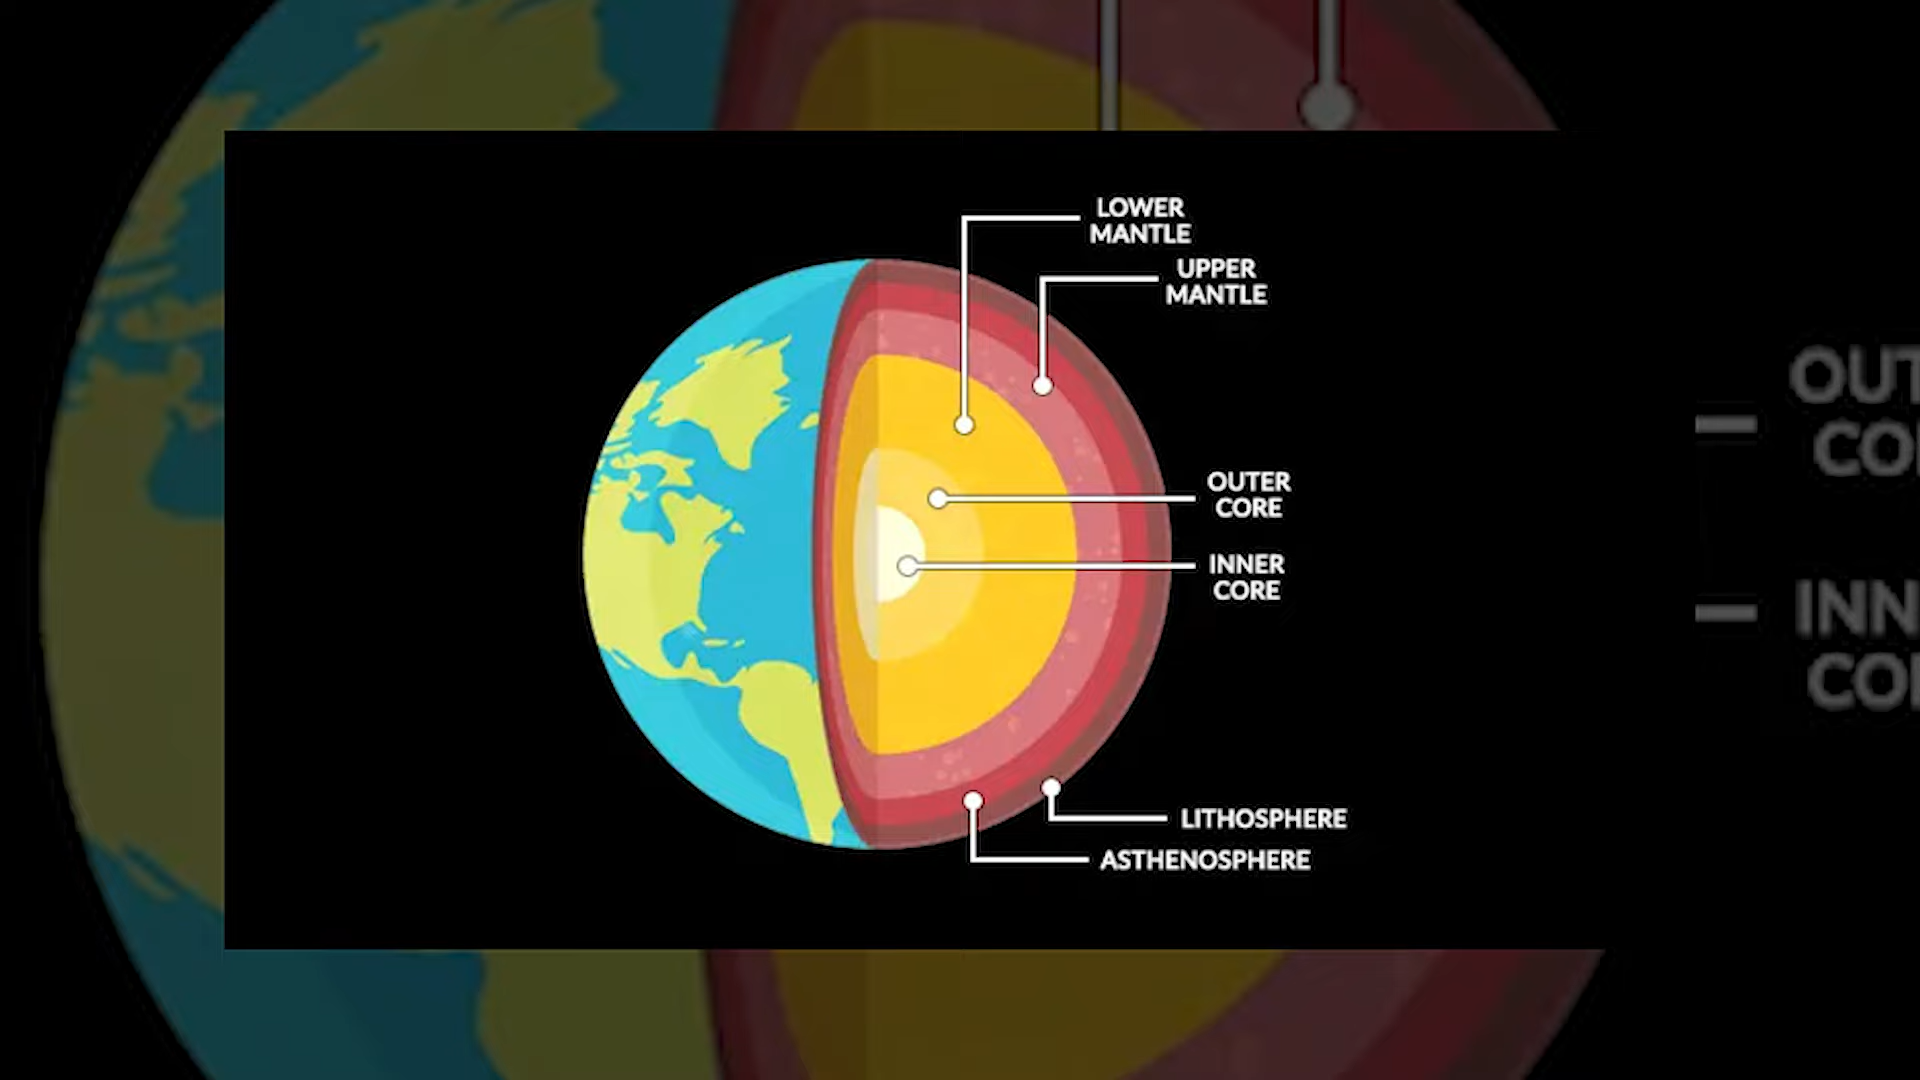 LOWER
MANTLE
UPPER
MANTLE
OUTER
CORE
INNER
CORE
LITHOSPHERE
ASTHENOSPHERE